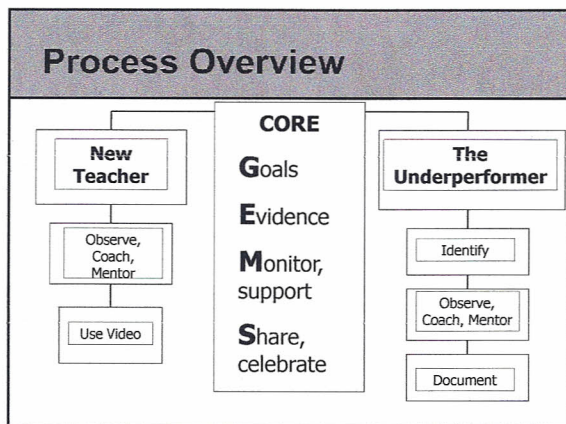 Process Overview
New
Teacher
Observe,
Coach,
Mentor
Use Video
CORE
Goals
Evidence
Monitor,
support
Share,
celebrate
The
Underperformer
Identify
Observe,
Coach, Mentor
Document